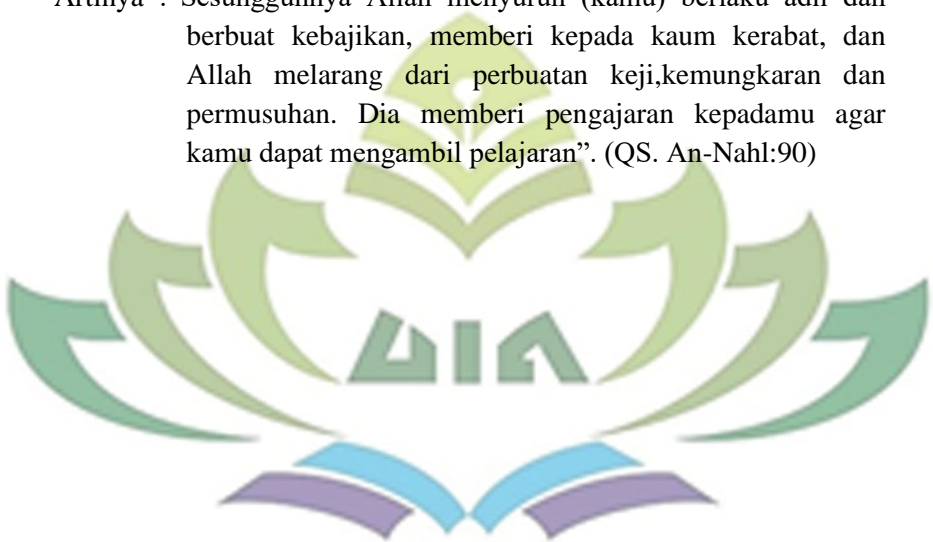 Artinya : Sesungguhnya Allah menyuruh (kamu) berlaku adil dan
berbuat kebajikan, memberi kepada kaum kerabat, dan
Allah melarang dari perbuatan keji,kemungkaran dan
permusuhan. Dia memberi pengajaran kepadamu agar
kamu dapat mengambil pelajaran”. (QS. An-Nahl:90)
UIN